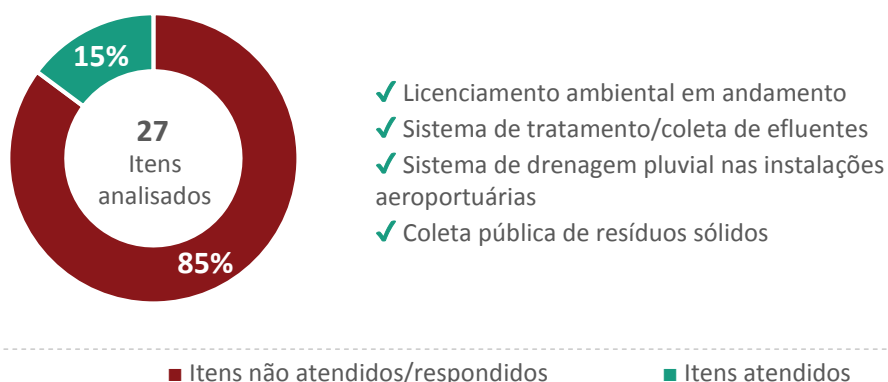 15%
27
Itens
analisados
85%
✓ Licenciamento ambiental em andamento
✓ Sistema de tratamento/coleta de efluentes
✓ Sistema de drenagem pluvial nas instalações
aeroportuárias
✓ Coleta pública de resíduos sólidos
Itens não atendidos/respondidos
Itens atendidos